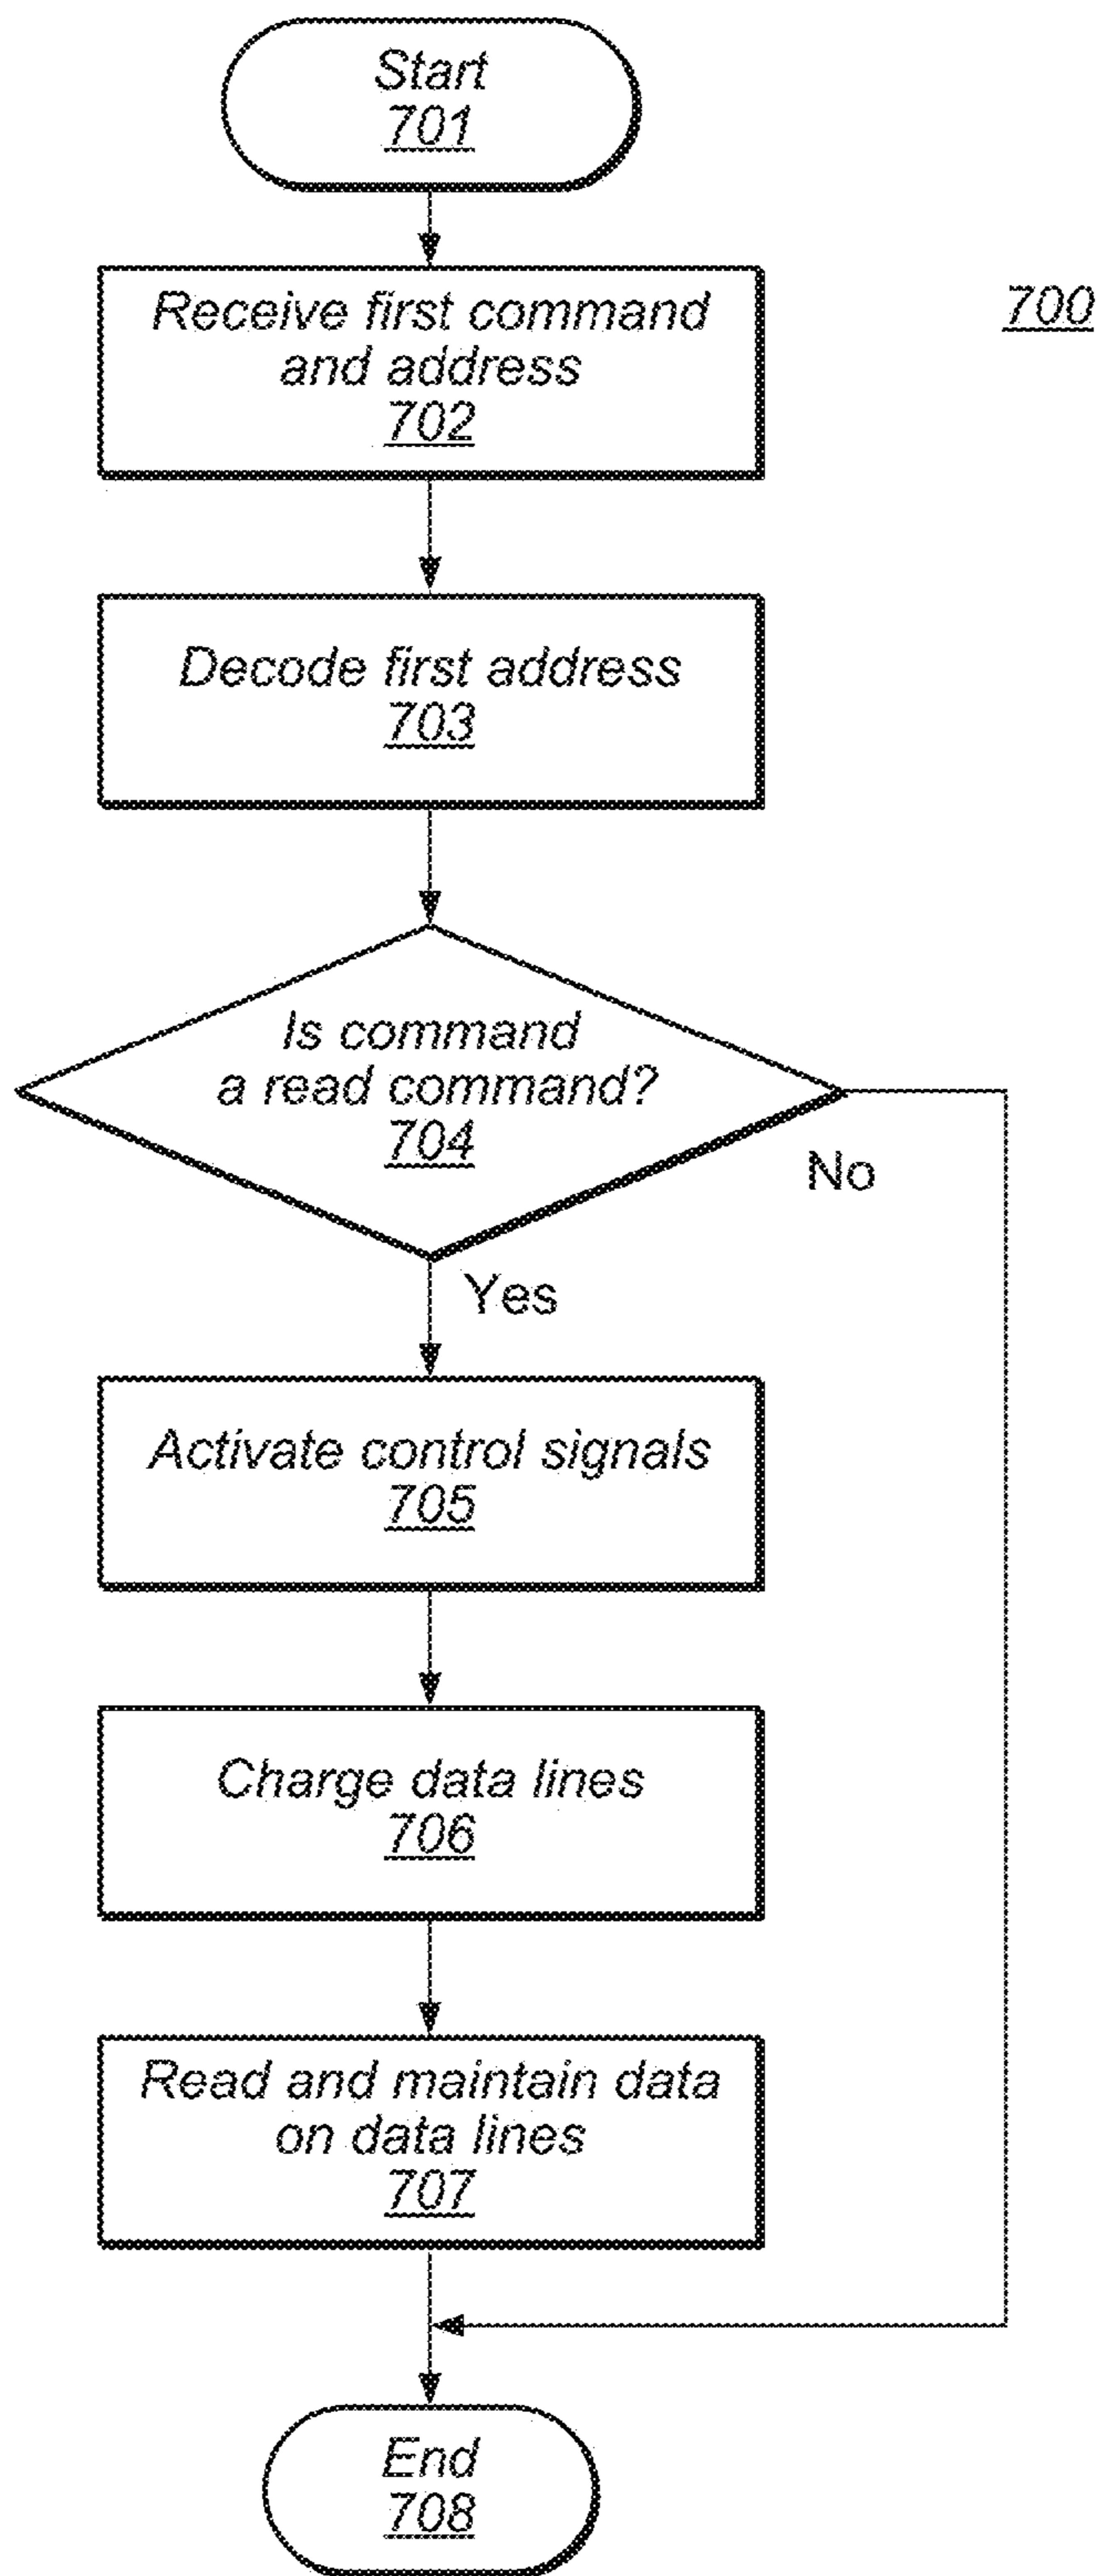 Start
701
Receive first command
and address
702
700
Decode first address
703
Is command
a read command?
704
No
Yes
Activate control signals
705
Charge data lines
706
Read and maintain data
on data lines
707
End
708